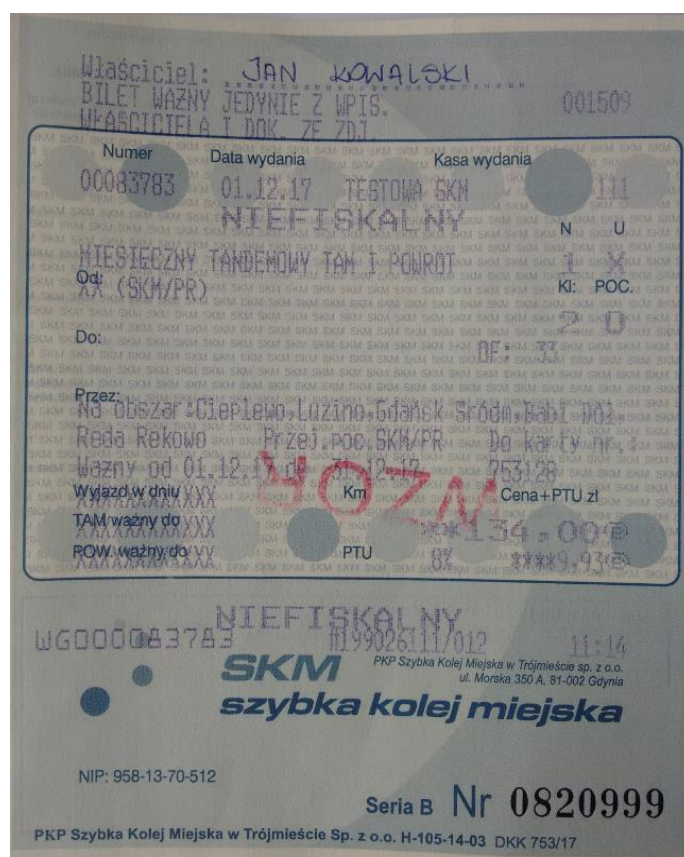 Właściciel: JAN KOWALSKI
BILET WAŻNY JEDYNIE Z WPIS. 001509
WŁAŚCICIELA I DOK. ZE ZDJ.
Numer Data wydania Kasa wydania
00083783 01.12.17 TESTOWA SKM 111
NIEFISKALNY N U
MIESIĘCZNY TANDEMOWY TAM I POWRÓT 1 X
Od: XX (SKM/PR) Kl: POC.
2 0
Do: OF: 33
Przez:
Na obszar:Cieplewo,Luzino,Gdańsk Śródm,Babi Dół,
Reda Rekowo Przej.poc.SKM/PR Do karty nr.:
Ważny od 01.12.17 do 31.12.17 753128
WZOR
Wyjazd w dniu XXX Km Cena+PTU zł
TAM ważny do **134,00@
POW. ważny do PTU 8% ****9,93@
NIEFISKALNY
WG00083783 #199026111/012 11:14
SKM PKP Szybka Kolej Miejska w Trójmieście sp. z o.o.
ul. Morska 350 A, 81-002 Gdynia
szybka kolej miejska
NIP: 958-13-70-512
Seria B Nr 0820999
PKP Szybka Kolej Miejska w Trójmieście Sp. z o.o. H-105-14-03 DKK 753/17